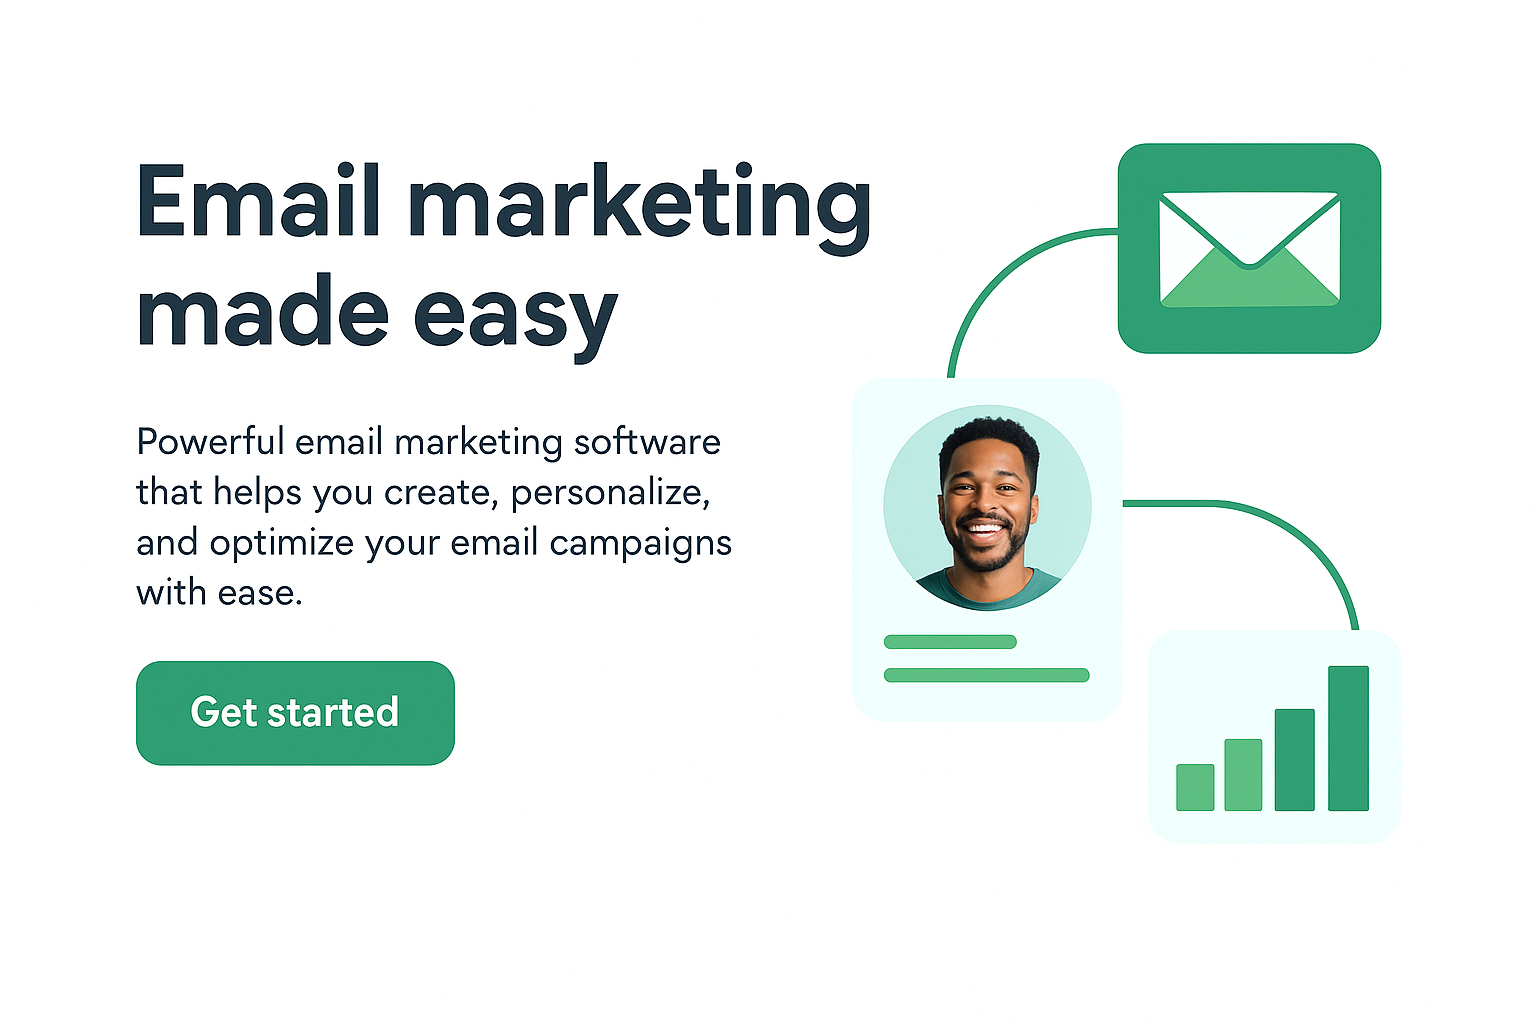 Email marketing
made easy
Powerful email marketing software
that helps you create, personalize,
and optimize your email campaigns
with ease.
Get started